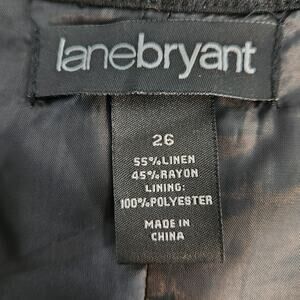 lanebryant
26
55%LINEN
45%RAYON
LINING:
100%POLYESTER
MADE IN
CHINA